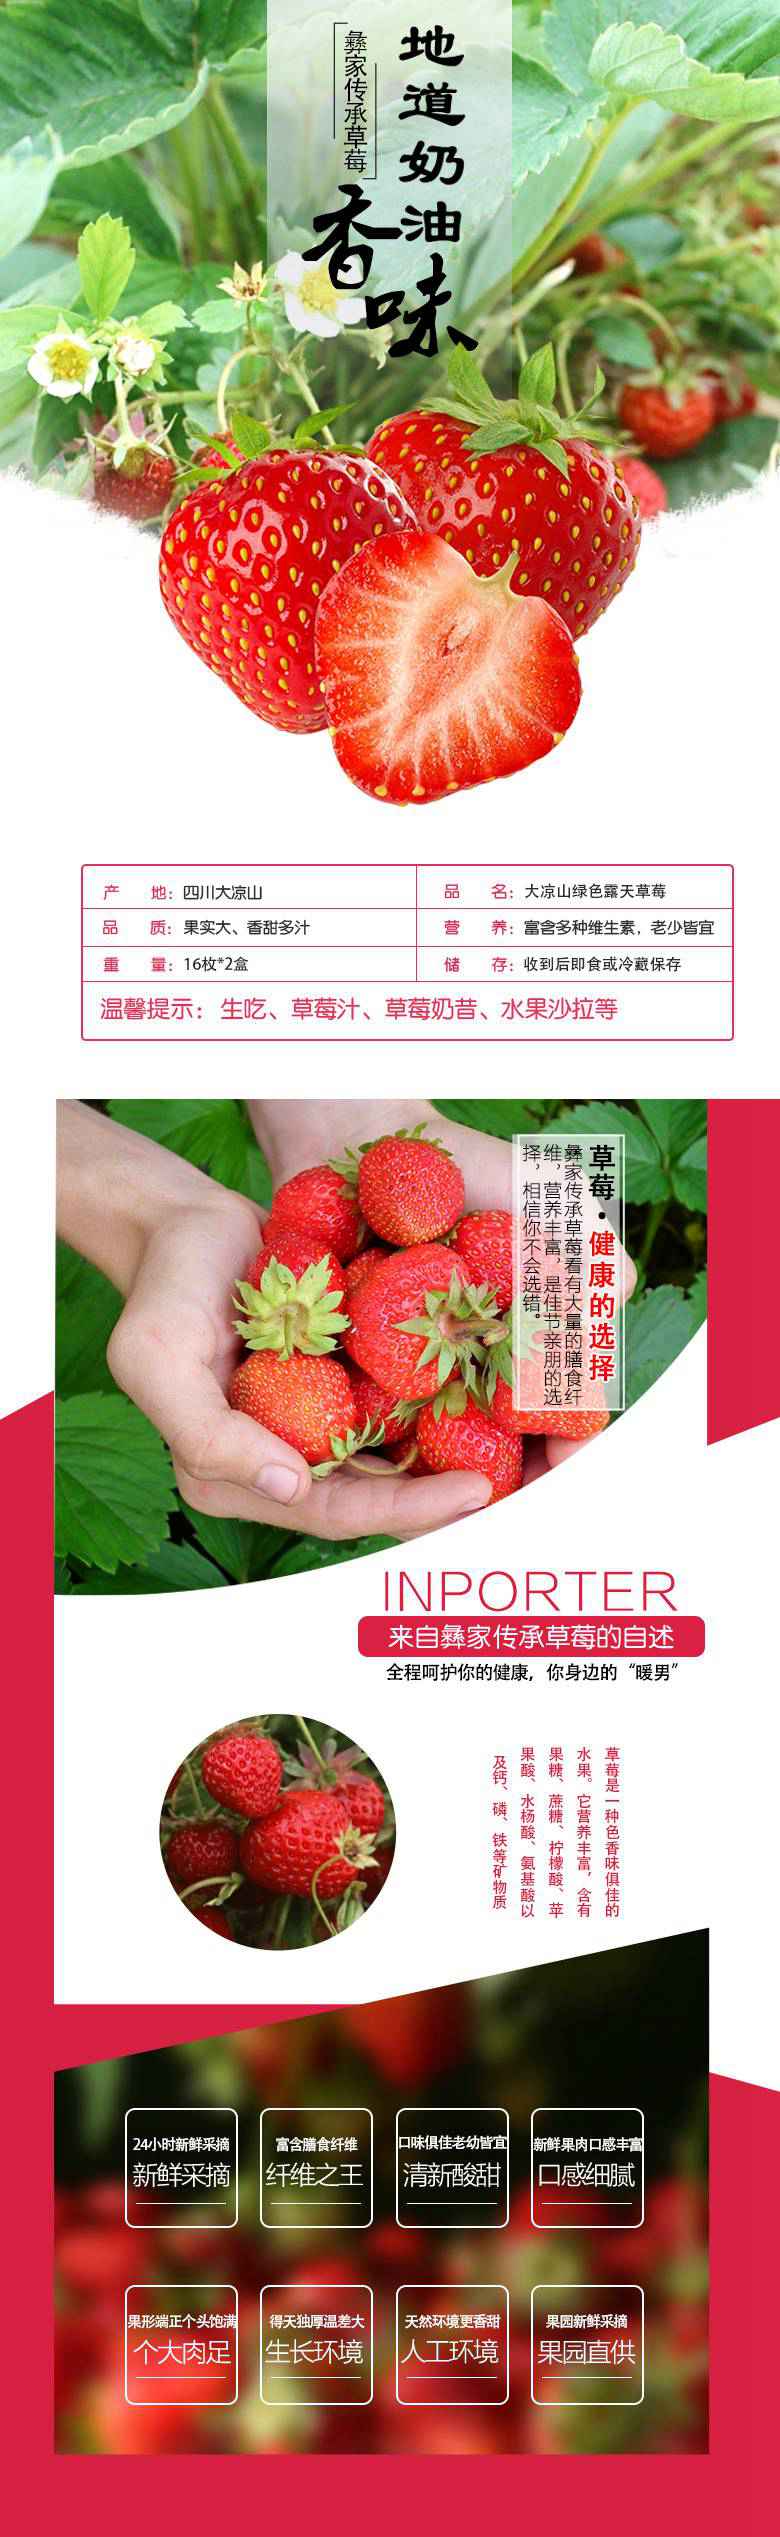 彝家传承草莓
地道奶油
香味
产 地：四川大凉山
品 名：大凉山绿色露天草莓
品 质：果实大、香甜多汁
营 养：富含多种维生素，老少皆宜
重 量：16枚*2盒
储 存：收到后即食或冷藏保存
温馨提示：生吃、草莓汁、草莓奶昔、水果沙拉等
草莓·健康的选择
彝家传承草莓看有大量的膳食纤
维，营养丰富，是佳节亲朋的选
择，相信你不会选错。
INPORTER
来自彝家传承草莓的自述
全程呵护你的健康，你身边的“暖男”
草莓是一种色香味俱佳的
水果。它营养丰富，含有
果糖、蔗糖、柠檬酸、苹
果酸、水杨酸、氨基酸以
及钙、磷、铁等矿物质
24小时新鲜采摘
新鲜采摘
富含膳食纤维
纤维之王
口味俱佳老幼皆宜
清新酸甜
新鲜果肉口感丰富
口感细腻
果形端正个头饱满
个大肉足
得天独厚温差大
生长环境
天然环境更香甜
人工环境
果园新鲜采摘
果园直供